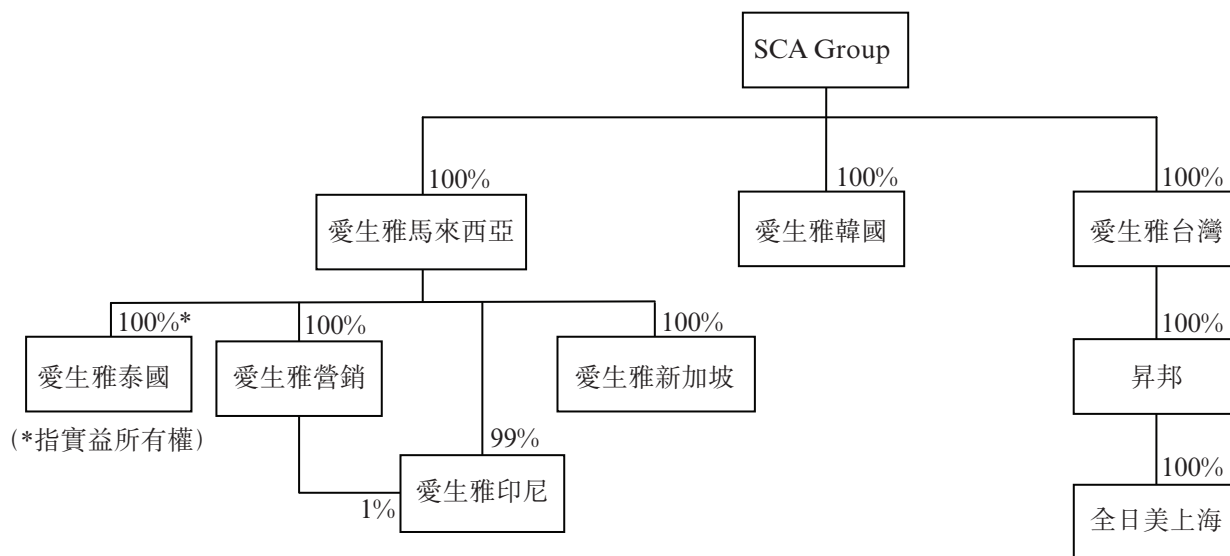 SCA Group
100%
100%
100%
愛生雅馬來西亞
愛生雅韓國
愛生雅台灣
100%*
100%
100%
100%
愛生雅泰國
愛生雅營銷
愛生雅新加坡
昇邦
(*指實益所有權)
99%
愛生雅印尼
1%
100%
全日美上海